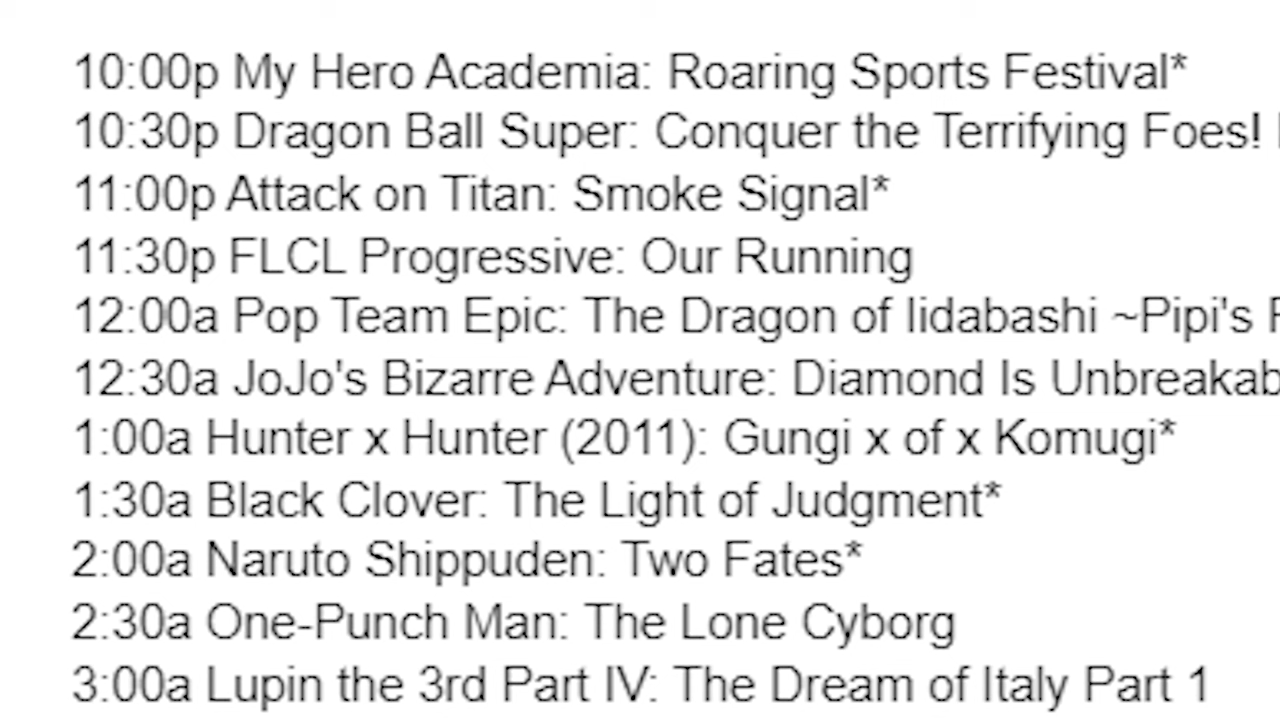 10:00p My Hero Academia: Roaring Sports Festival*
10:30p Dragon Ball Super: Conquer the Terrifying Foes!
11:00p Attack on Titan: Smoke Signal*
11:30p FLCL Progressive: Our Running
12:00a Pop Team Epic: The Dragon of Iidabashi ~Pipi's
12:30a JoJo's Bizarre Adventure: Diamond Is Unbreakab
1:00a Hunter x Hunter (2011): Gungi x of x Komugi*
1:30a Black Clover: The Light of Judgment*
2:00a Naruto Shippuden: Two Fates*
2:30a One-Punch Man: The Lone Cyborg
3:00a Lupin the 3rd Part IV: The Dream of Italy Part 1